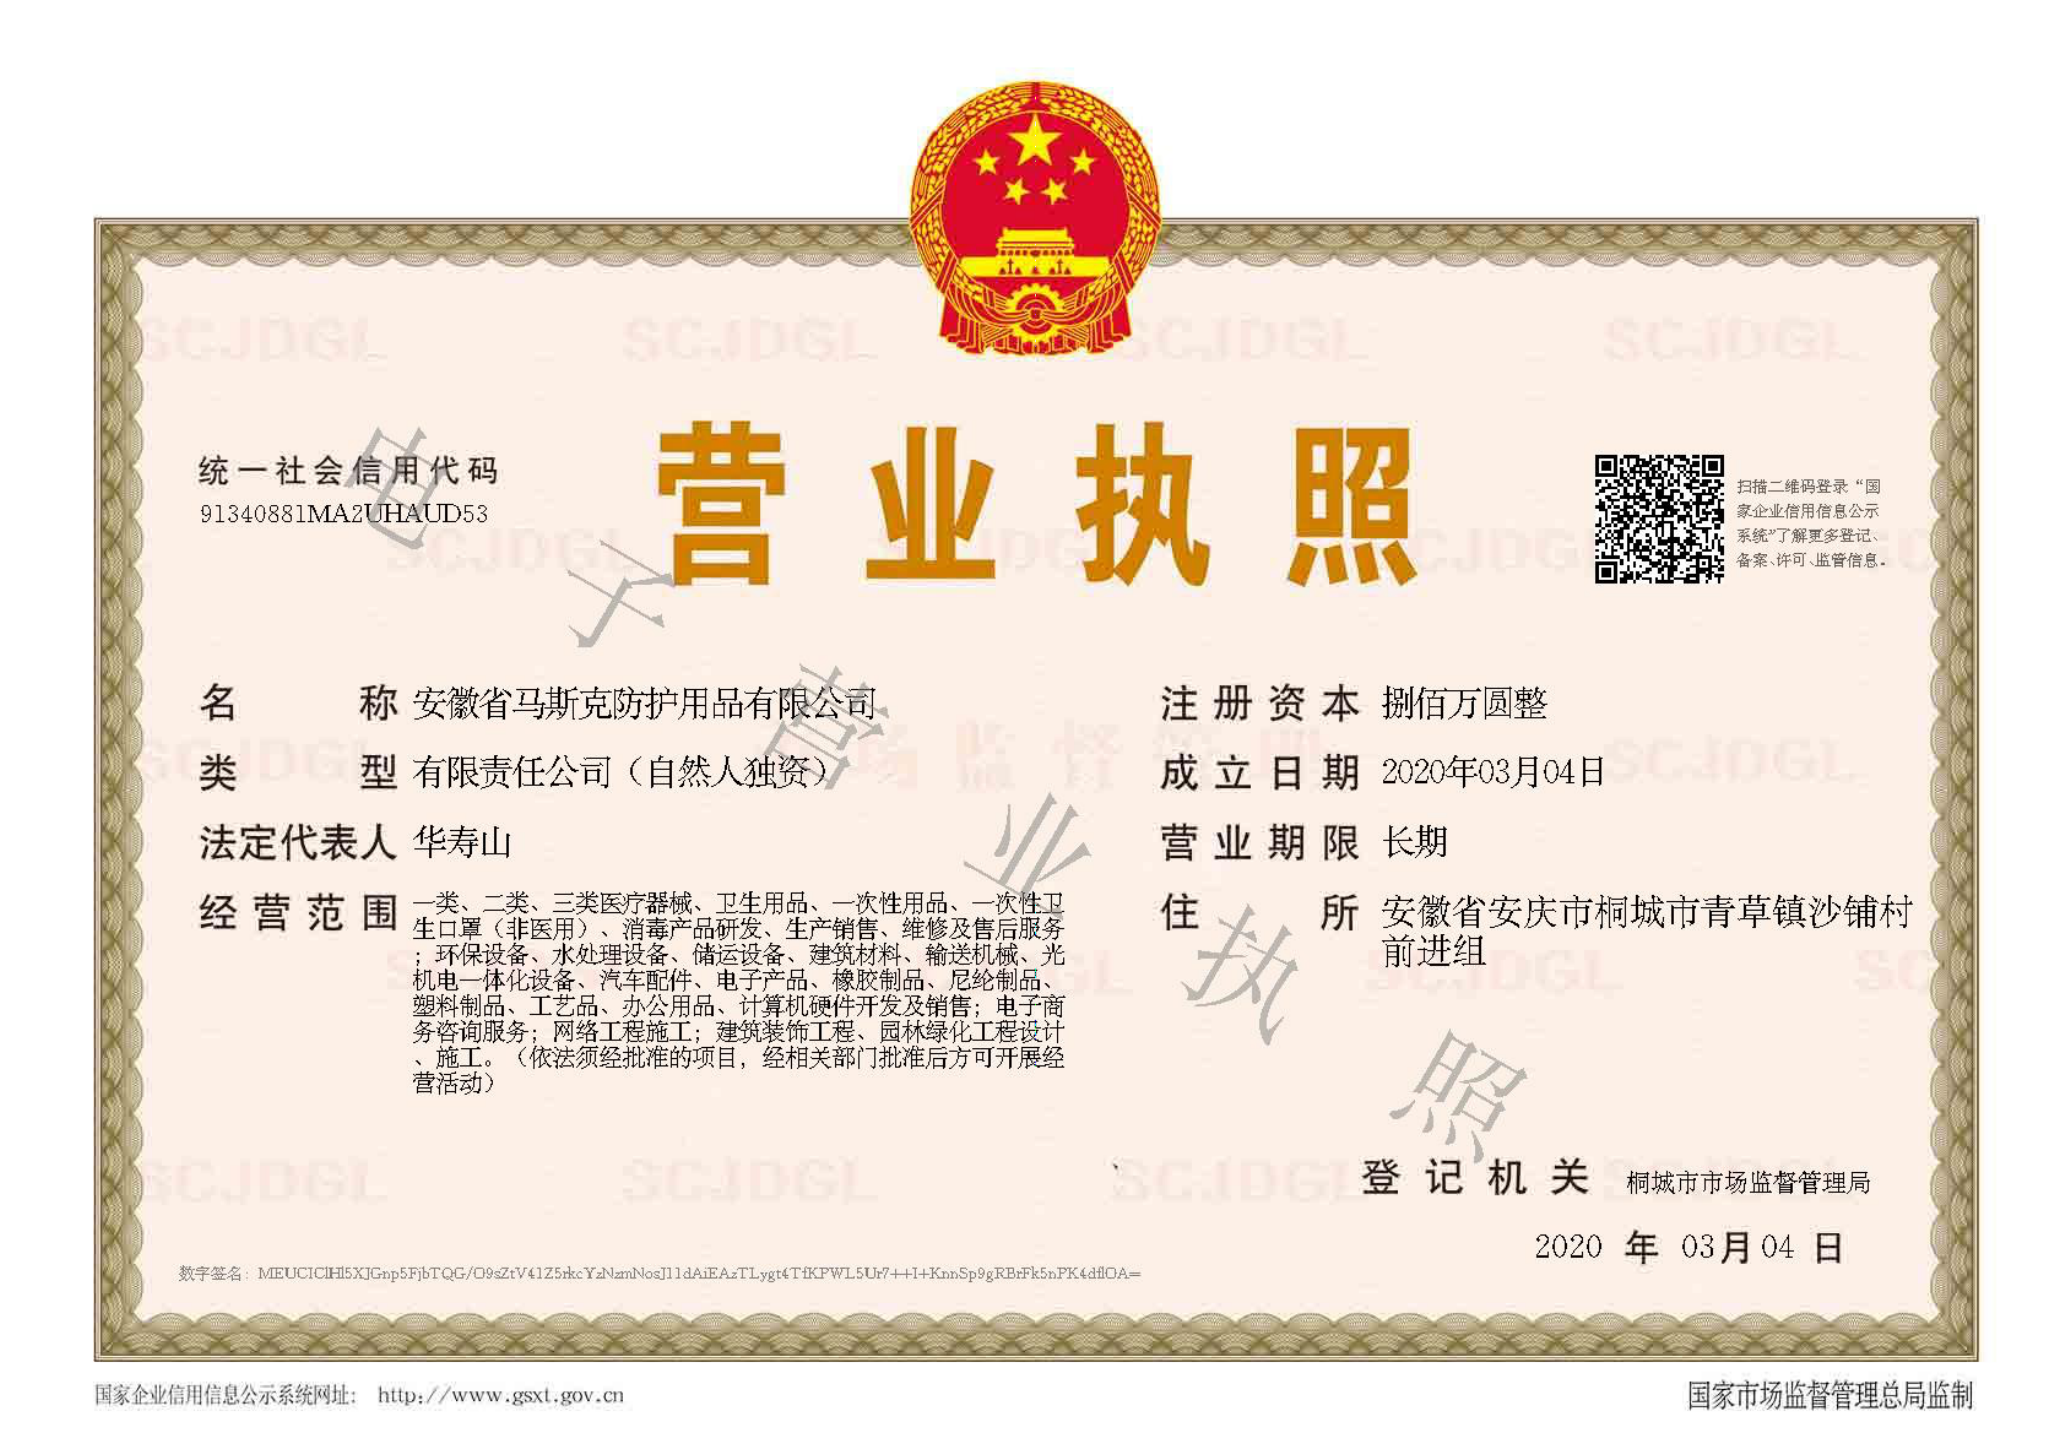 营业执照
统一社会信用代码
91340881MA2UHAUD53
扫描二维码登录“国
家企业信用信息公示
系统”了解更多登记、
备案、许可、监管信息。
名称 安徽省马斯克防护用品有限公司
类型 有限责任公司（自然人独资）
法定代表人 华寿山
经营范围 一类、二类、三类医疗器械、卫生用品、一次性用品、一次性卫
生口罩（非医用）、消毒产品研发、生产销售、维修及售后服务
；环保设备、水处理设备、储运设备、建筑材料、输送机械、光
机电一体化设备、汽车配件、电子产品、橡胶制品、尼纶制品、
塑料制品、工艺品、办公用品、计算机硬件开发及销售；电子商
务咨询服务；网络工程施工；建筑装饰工程、园林绿化工程设计
、施工。（依法须经批准的项目，经相关部门批准后方可开展经
营活动）
注册资本 捌佰万圆整
成立日期 2020年03月04日
营业期限 长期
住所 安徽省安庆市桐城市青草镇沙铺村
前进组
电子营业执照
登记机关 桐城市市场监督管理局
2020 年 03月04 日
数字签名：
国家企业信用信息公示系统网址： http://www.gsxt.gov.cn
国家市场监督管理总局监制
SCJDGL